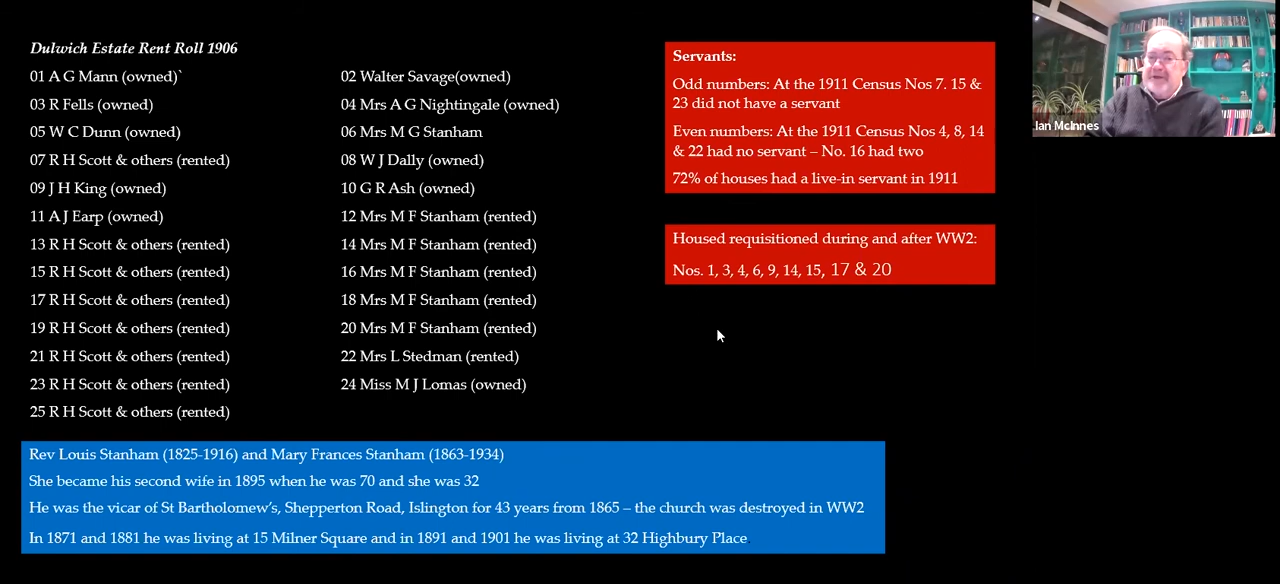 Dulwich Estate Rent Roll 1906
01 A G Mann (owned)`
03 R Fells (owned)
05 W C Dunn (owned)
07 R H Scott & others (rented)
09 J H King (owned)
11 A J Earp (owned)
13 R H Scott & others (rented)
15 R H Scott & others (rented)
17 R H Scott & others (rented)
19 R H Scott & others (rented)
21 R H Scott & others (rented)
23 R H Scott & others (rented)
25 R H Scott & others (rented)
02 Walter Savage(owned)
04 Mrs A G Nightingale (owned)
06 Mrs M G Stanham
08 W J Dally (owned)
10 G R Ash (owned)
12 Mrs M F Stanham (rented)
14 Mrs M F Stanham (rented)
16 Mrs M F Stanham (rented)
18 Mrs M F Stanham (rented)
20 Mrs M F Stanham (rented)
22 Mrs L Stedman (rented)
24 Miss M J Lomas (owned)
Servants:
Odd numbers: At the 1911 Census Nos 7. 15 &
23 did not have a servant
Even numbers: At the 1911 Census Nos 4, 8, 14
& 22 had no servant – No. 16 had two
72% of houses had a live-in servant in 1911
Housed requisitioned during and after WW2:
Nos. 1, 3, 4, 6, 9, 14, 15, 17 & 20
Rev Louis Stanham (1825-1916) and Mary Frances Stanham (1863-1934)
She became his second wife in 1895 when he was 70 and she was 32
He was the vicar of St Bartholomew's, Shepperton Road, Islington for 43 years from 1865 – the church was destroyed in WW2
In 1871 and 1881 he was living at 15 Milner Square and in 1891 and 1901 he was living at 32 Highbury Place
Ian McInnes